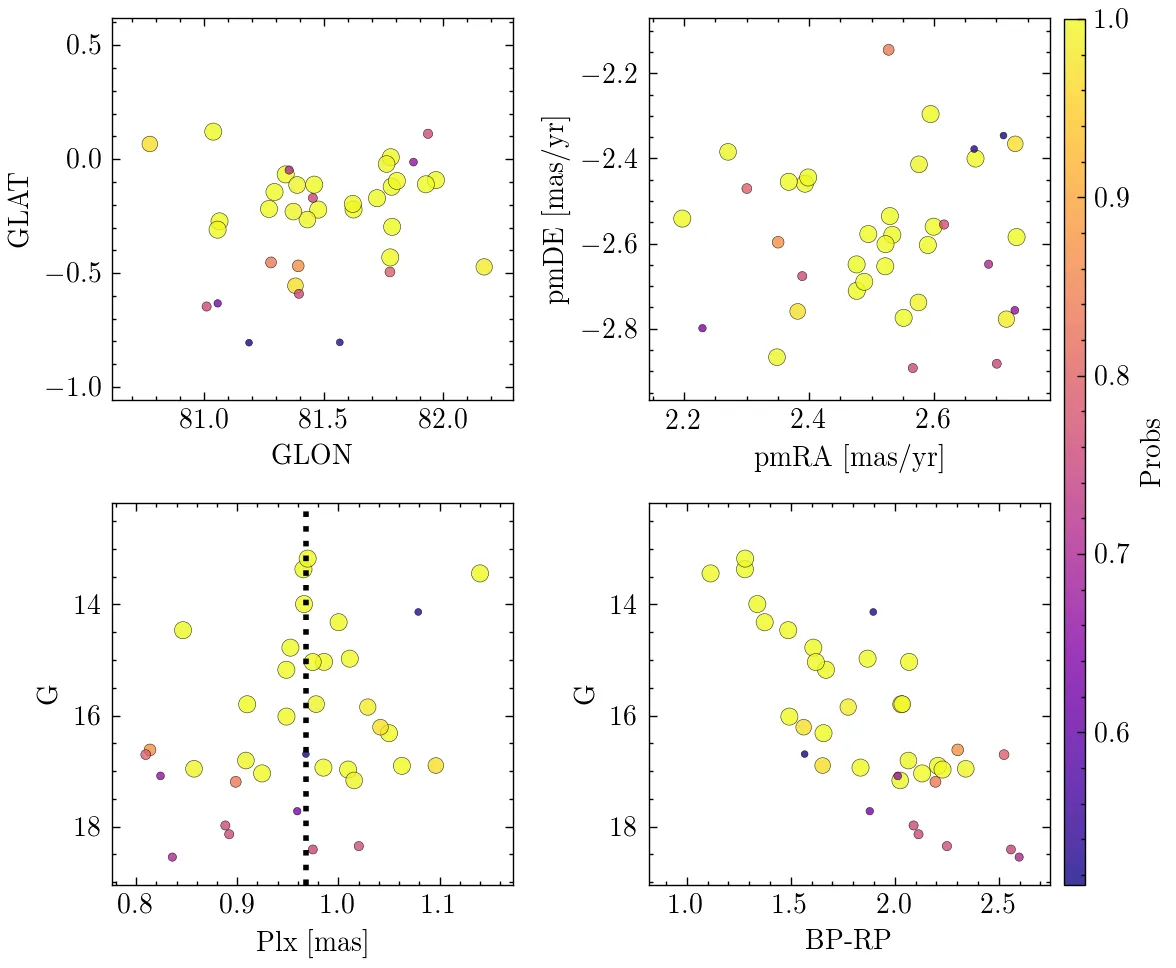 0.5
0.0
−0.5
−1.0
GLAT
81.0 81.5 82.0
GLON
−2.2
−2.4
−2.6
−2.8
pmDE [mas/yr]
2.2 2.4 2.6
pmRA [mas/yr]
14
16
18
G
0.8 0.9 1.0 1.1
Plx [mas]
14
16
18
G
1.0 1.5 2.0 2.5
BP-RP
1.0
0.9
0.8
0.7
0.6
Probs